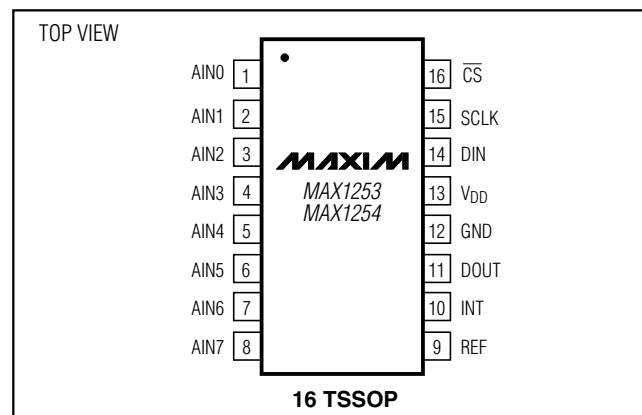 TOP VIEW
AIN0 1 16 C̅S̅
AIN1 2 15 SCLK
AIN2 3 MAXIM 14 DIN
AIN3 4 MAX1253 13 VDD
AIN4 5 MAX1254 12 GND
AIN5 6 11 DOUT
AIN6 7 10 INT
AIN7 8 9 REF
16 TSSOP